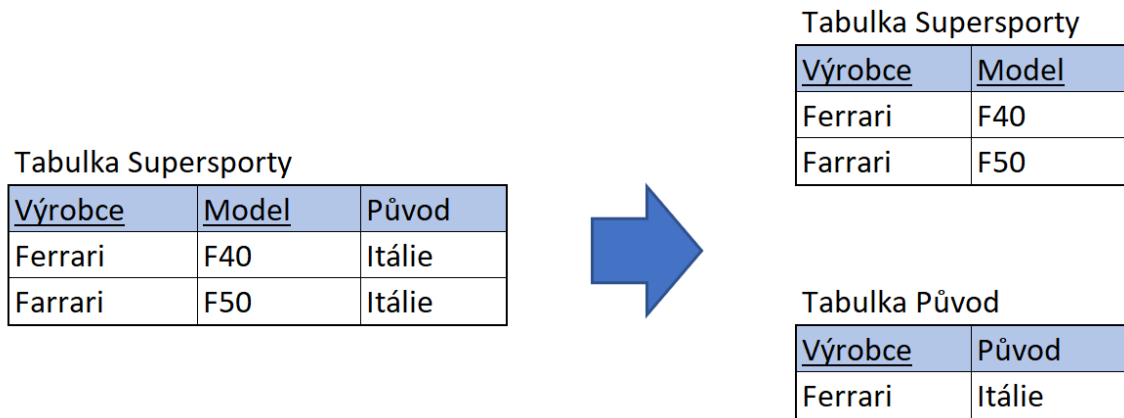 Tabulka Supersporty
Výrobce Model Původ
Ferrari F40 Itálie
Farrari F50 Itálie
Tabulka Supersporty
Výrobce Model
Ferrari F40
Farrari F50
Tabulka Původ
Výrobce Původ
Ferrari Itálie